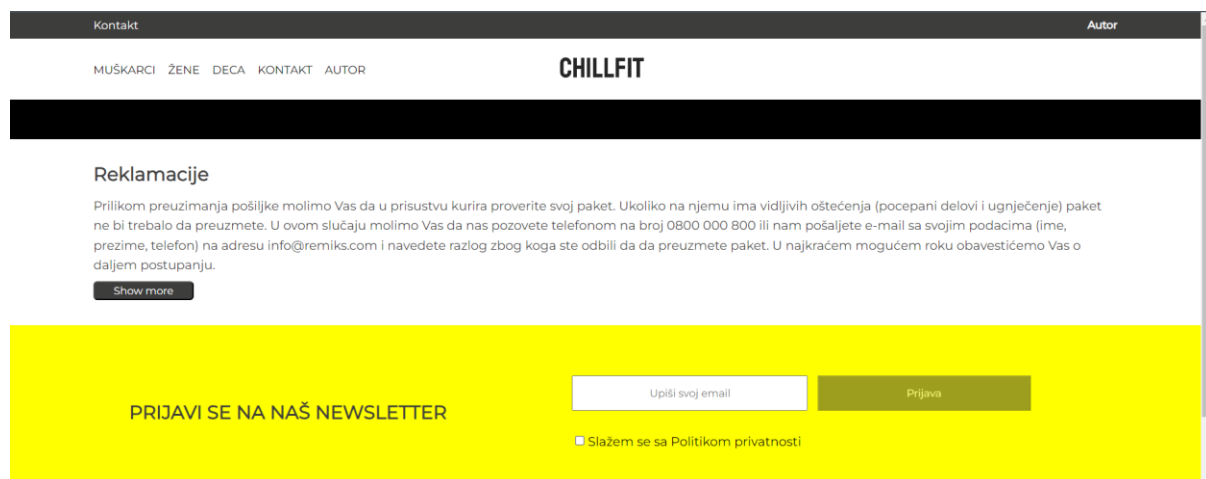 Kontakt
Autor
MUŠKARCI ŽENE DECA KONTAKT AUTOR
CHILLFIT
Reklamacije
Prilikom preuzimanja pošiljke molimo Vas da u prisustvu kurira proverite svoj paket. Ukoliko na njemu ima vidljivih oštećenja (pocepani delovi i ugnječenje) paket
ne bi trebalo da preuzmete. U ovom slučaju molimo Vas da nas pozovete telefonom na broj 0800 000 800 ili nam pošaljete e-mail sa svojim podacima (ime,
prezime, telefon) na adresu info@remiks.com i navedete razlog zbog koga ste odbili da da preuzmete paket. U najkraćem mogućem roku obavestićemo Vas o
daljem postupanju.
Show more
PRIJAVI SE NA NAŠ NEWSLETTER
Upiši svoj email
Prijava
Slažem se sa Politikom privatnosti